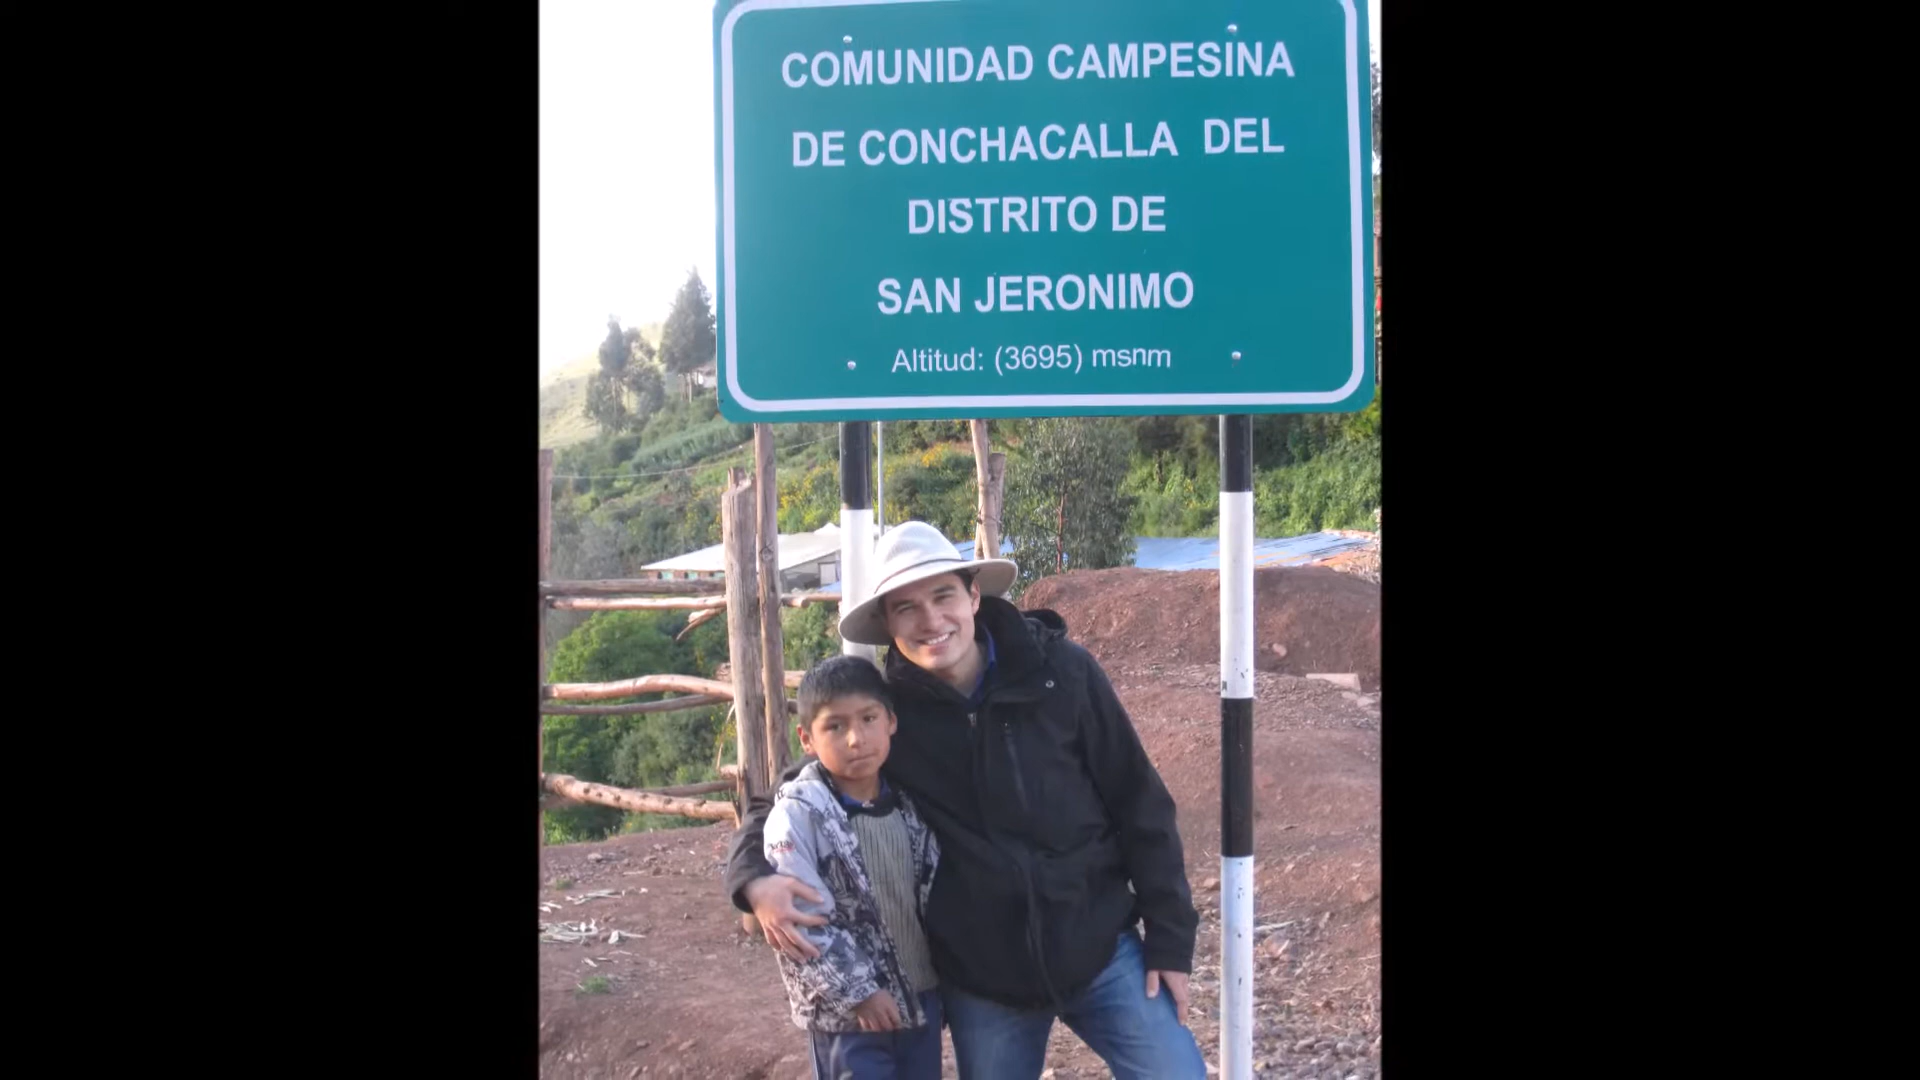 COMUNIDAD CAMPESINA
DE CONCHACALLA DEL
DISTRITO DE
SAN JERONIMO
Altitud: (3695) msnm